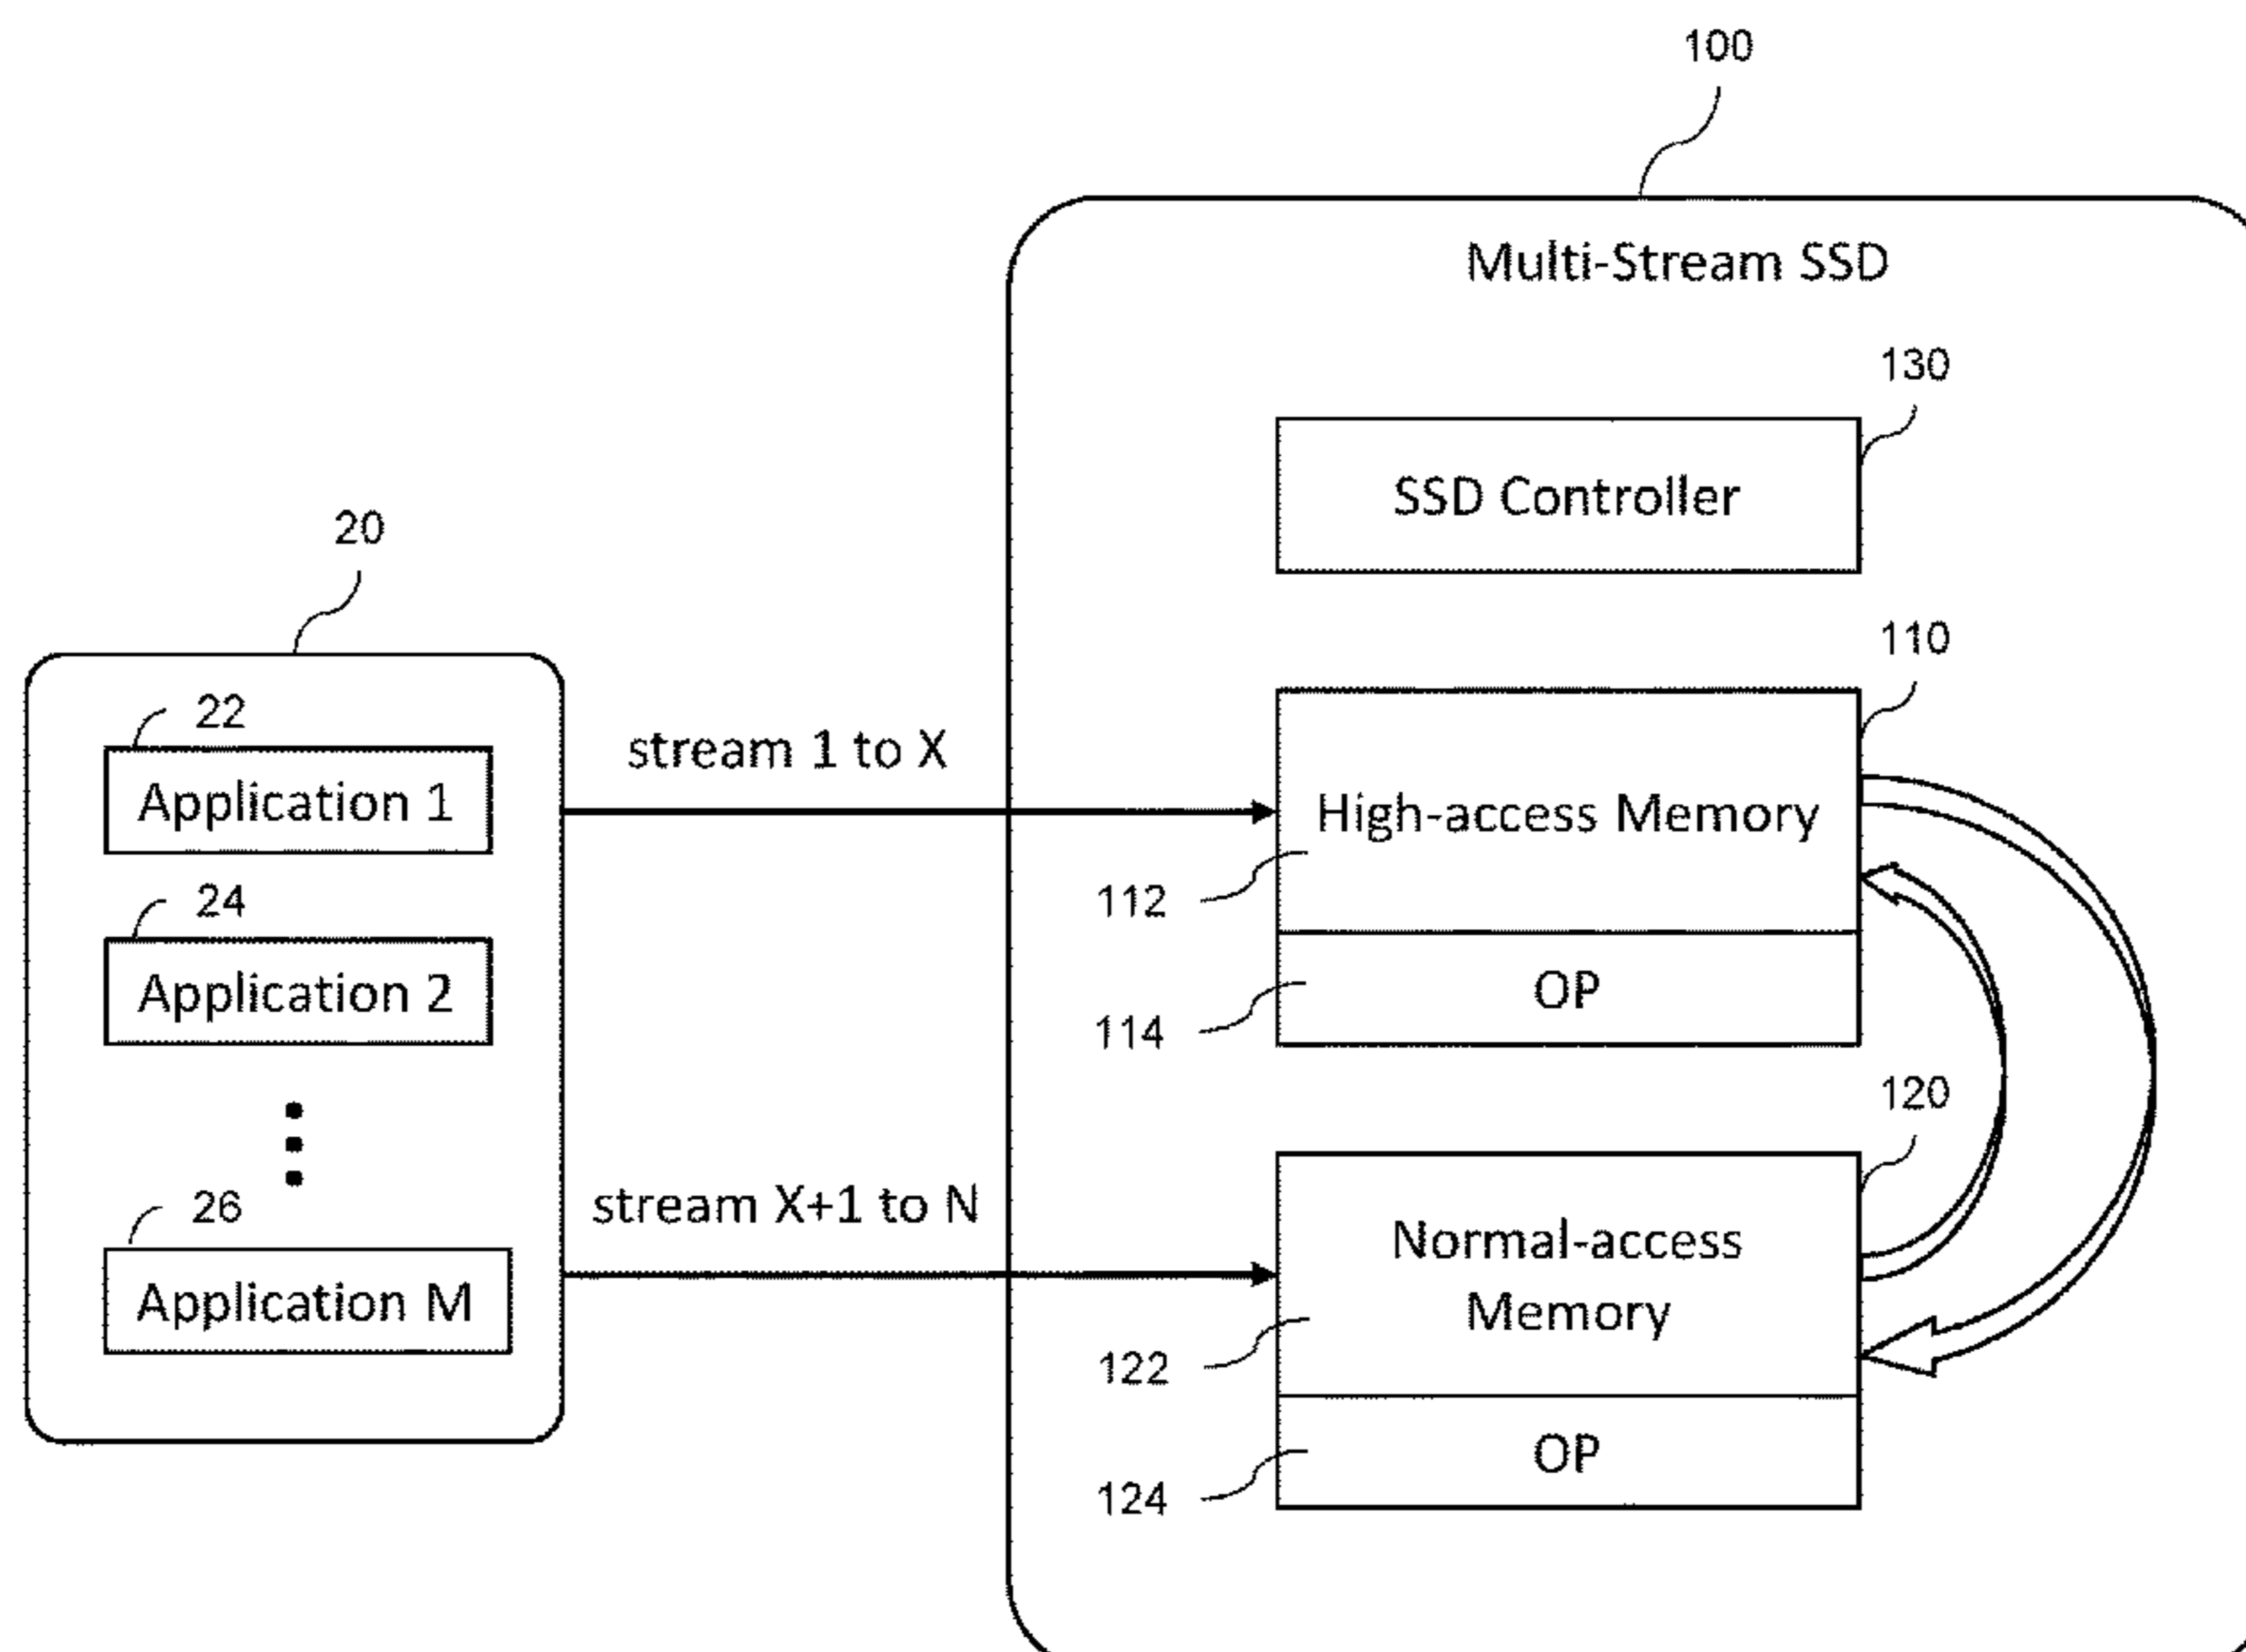 100
Multi-Stream SSD
130
SSD Controller
20
110
22
Application 1
stream 1 to X
High-access Memory
112
24
Application 2
OP
114
120
26
Application M
stream X+1 to N
Normal-access
Memory
122
OP
124